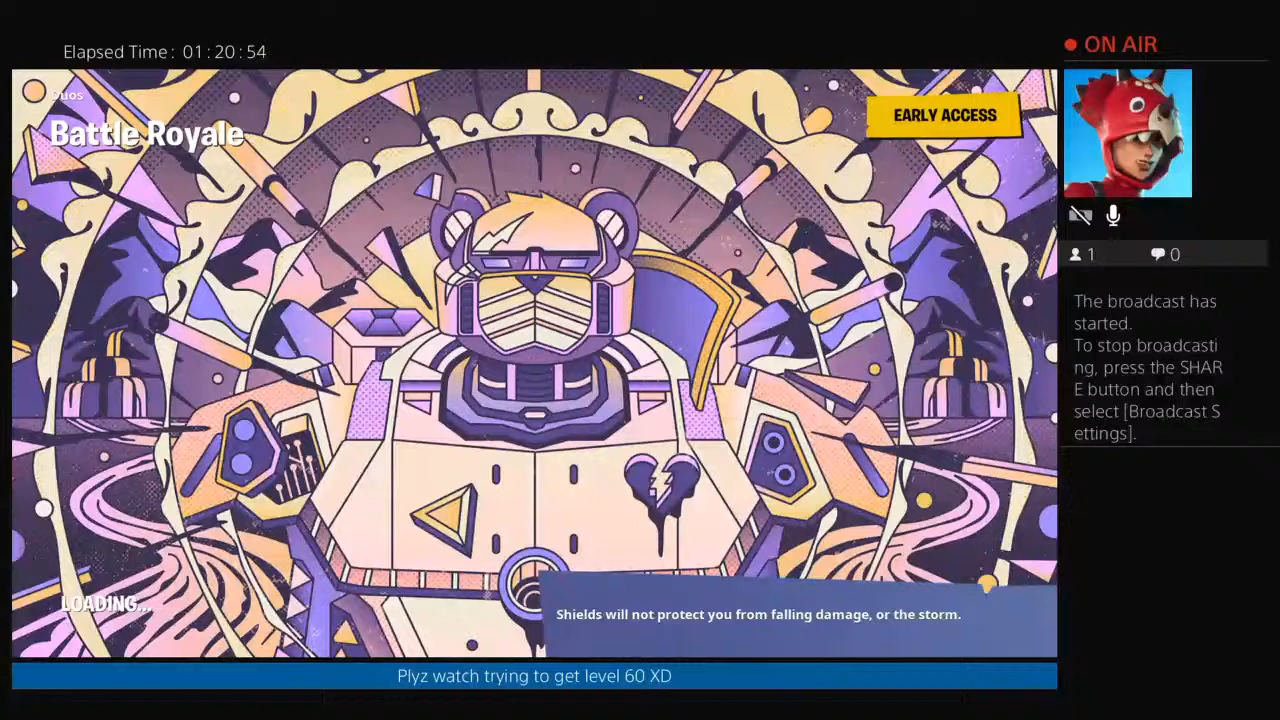 Elapsed Time: 01:20:54
ON AIR
Duos
Battle Royale
EARLY ACCESS
1 0
The broadcast has
started.
To stop broadcasti
ng, press the SHAR
E button and then
select [Broadcast S
ettings].
LOADING...
Shields will not protect you from falling damage, or the storm.
Plyz watch trying to get level 60 XD